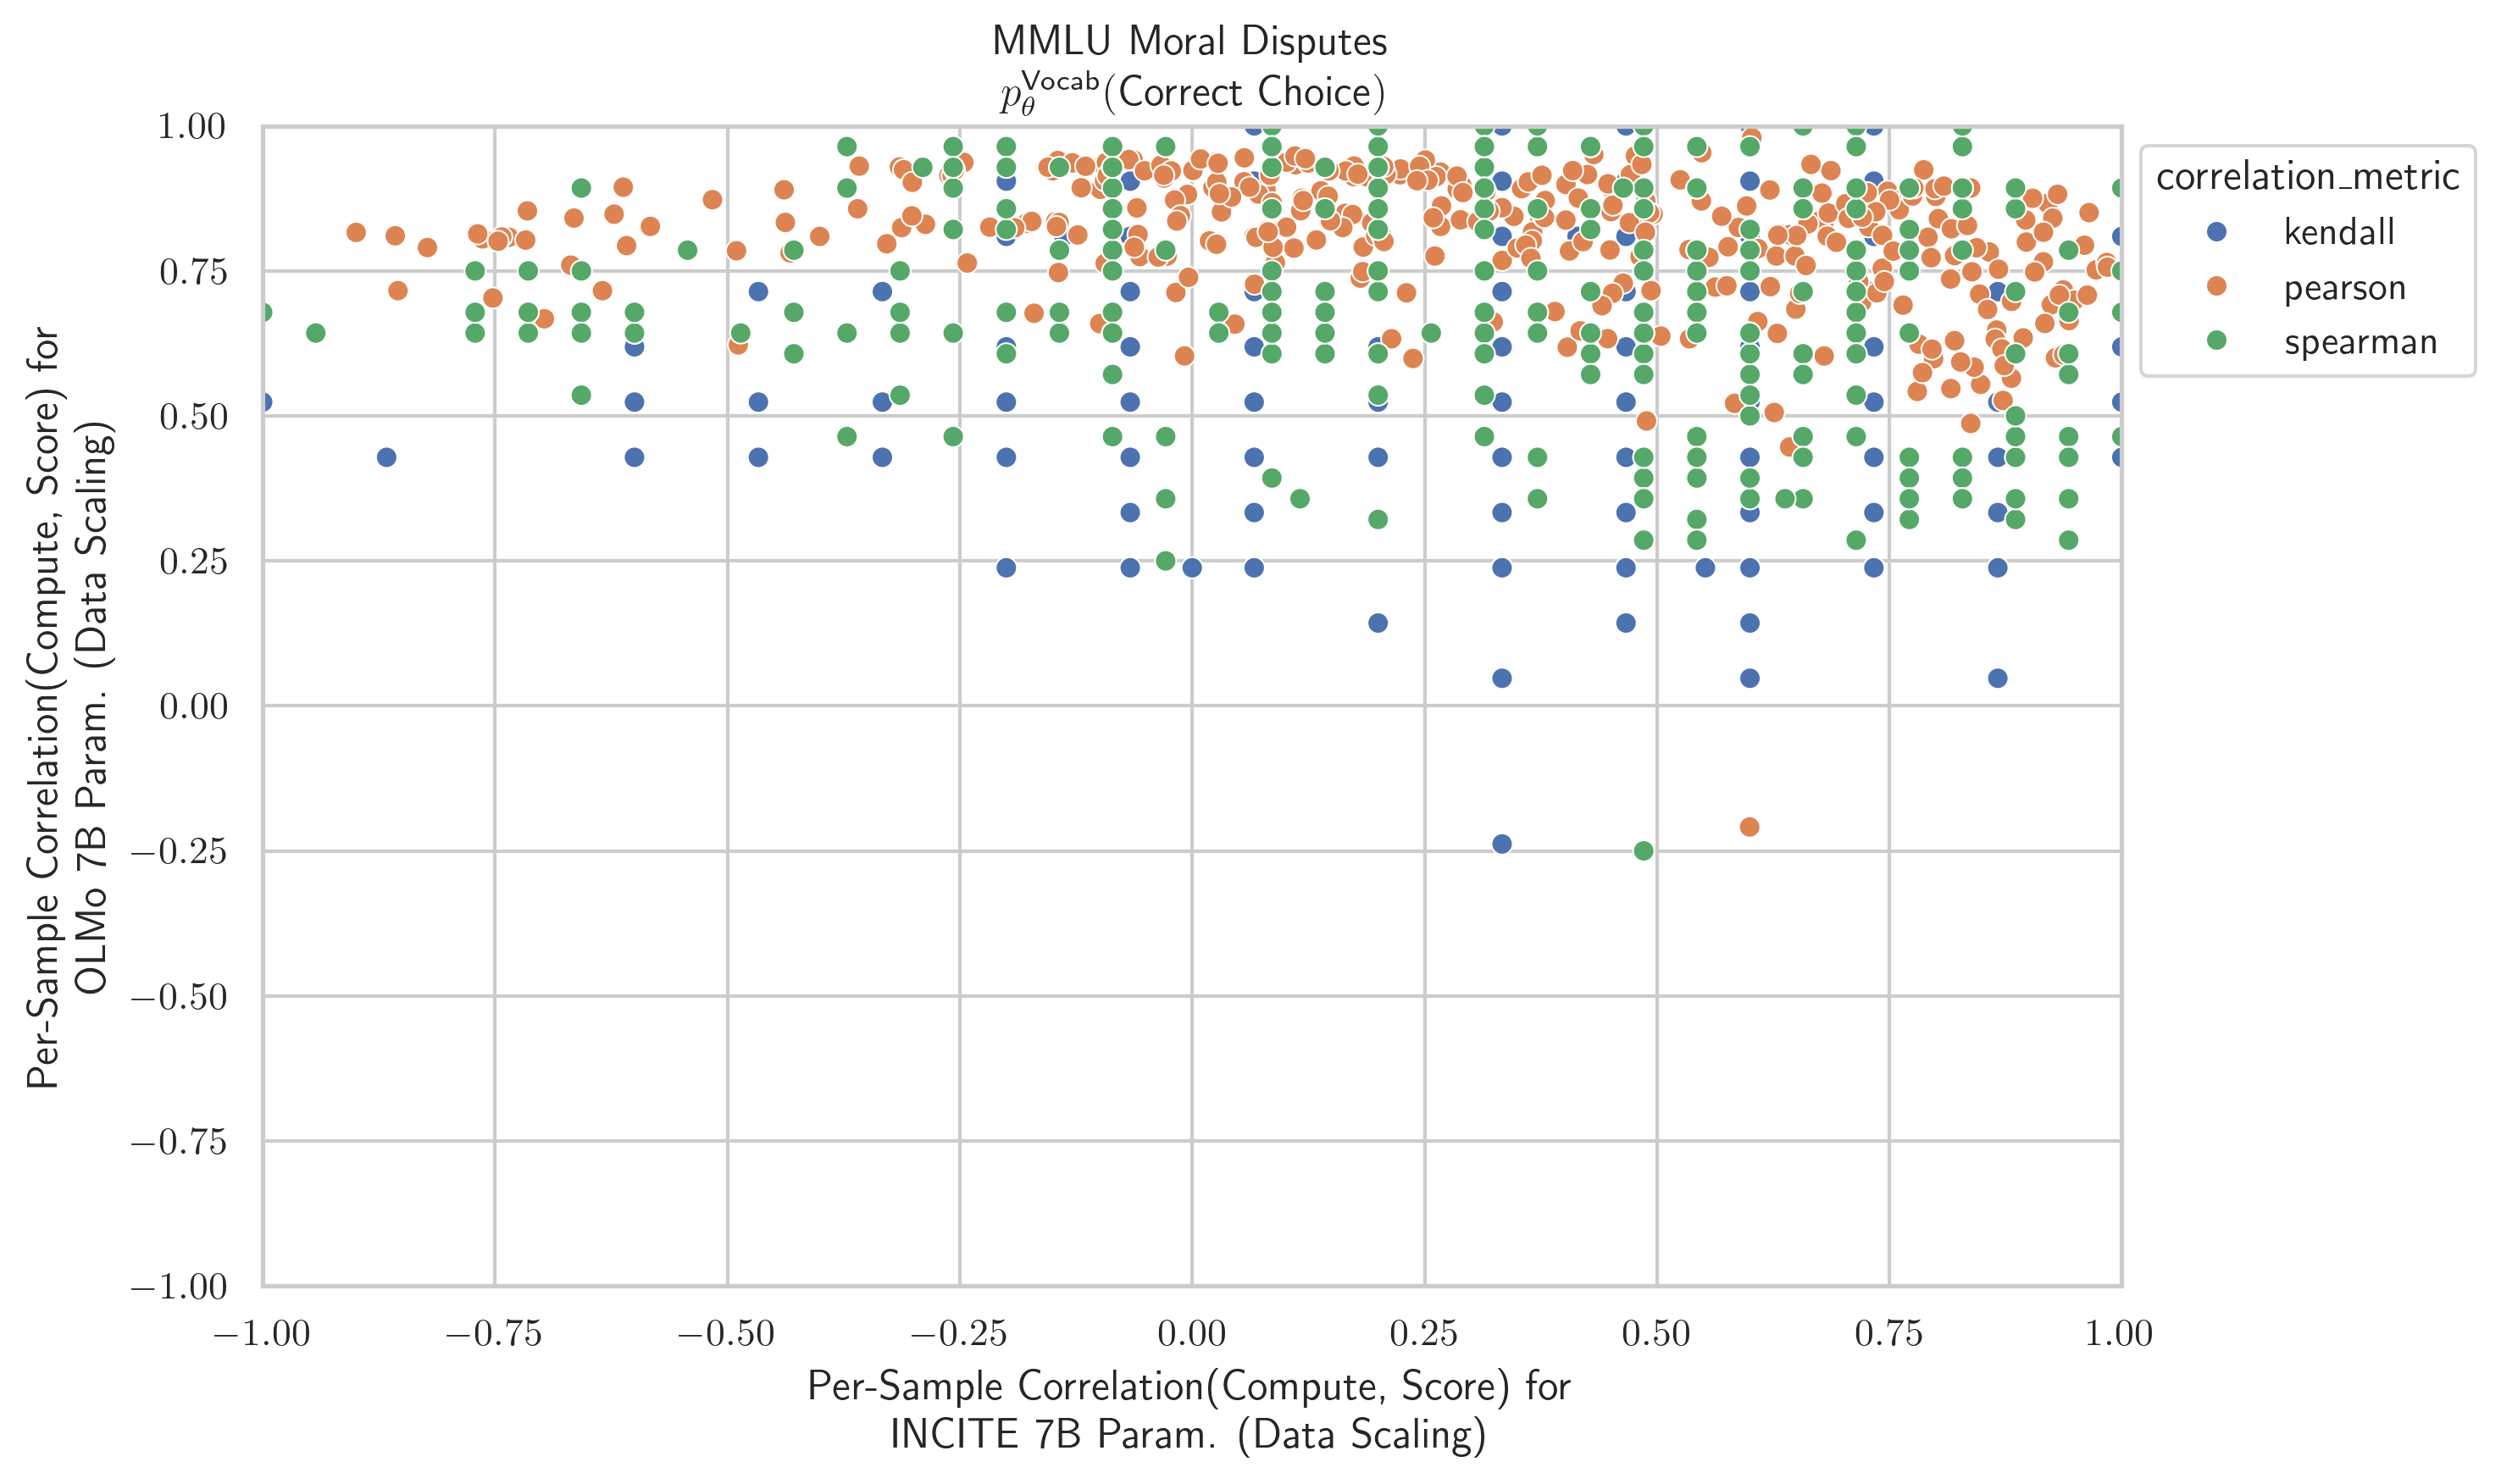 MMLU Moral Disputes
p_θ^Vocab(Correct Choice)
Per-Sample Correlation(Compute, Score) for
OLMo 7B Param. (Data Scaling)
1.00
0.75
0.50
0.25
0.00
−0.25
−0.50
−0.75
−1.00
−1.00 −0.75 −0.50 −0.25 0.00 0.25 0.50 0.75 1.00
Per-Sample Correlation(Compute, Score) for
INCITE 7B Param. (Data Scaling)
correlation_metric
kendall
pearson
spearman